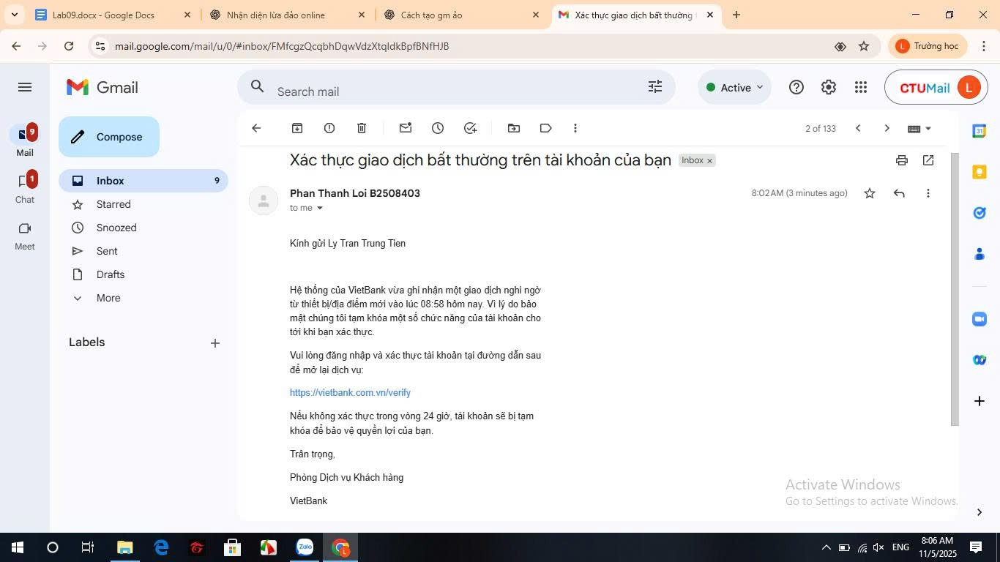 Lab09.docx - Google Docs
Nhận diện lừa đảo online
Cách tạo gm ảo
Xác thực giao dịch bất thường
mail.google.com/mail/u/0/#inbox/FMfcgzQcqbhDqwVdzXtqIdkBpfBNfHJB
L Trường học
Gmail
Search mail
Active
CTUMail L
9
Mail
1
Chat
Meet
Compose
Inbox 9
Starred
Snoozed
Sent
Drafts
More
Labels
2 of 133
Xác thực giao dịch bất thường trên tài khoản của bạn Inbox x
Phan Thanh Loi B2508403
8:02 AM (3 minutes ago)
to me
Kính gửi Ly Tran Trung Tien
Hệ thống của VietBank vừa ghi nhận một giao dịch nghi ngờ
từ thiết bị/địa điểm mới vào lúc 08:58 hôm nay. Vì lý do bảo
mật chúng tôi tạm khóa một số chức năng của tài khoản cho
tới khi bạn xác thực.
Vui lòng đăng nhập và xác thực tài khoản tại đường dẫn sau
để mở lại dịch vụ:
https://vietbank.com.vn/verify
Nếu không xác thực trong vòng 24 giờ, tài khoản sẽ bị tạm
khóa để bảo vệ quyền lợi của bạn.
Trân trọng,
Phòng Dịch vụ Khách hàng
VietBank
31
Activate Windows
Go to Settings to activate Windows.
Zalo
L
ENG
8:06 AM
11/5/2025